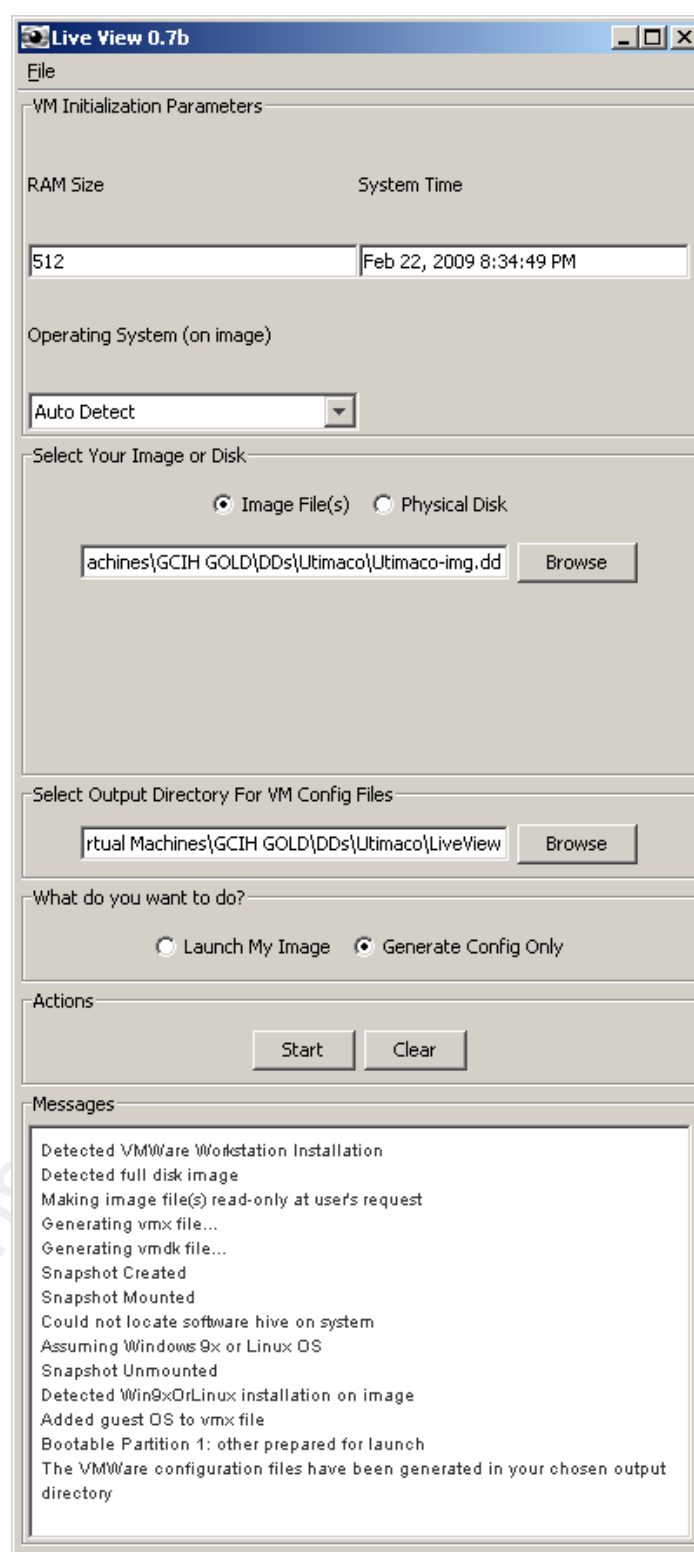 Live View 0.7b
File
VM Initialization Parameters
RAM Size
System Time
512
Feb 22, 2009 8:34:49 PM
Operating System (on image)
Auto Detect
Select Your Image or Disk
Image File(s)
Physical Disk
achines\GCIH GOLD\DDs\Utimaco\Utimaco-img.dd
Browse
Select Output Directory For VM Config Files
rtual Machines\GCIH GOLD\DDs\Utimaco\LiveView
Browse
What do you want to do?
Launch My Image
Generate Config Only
Actions
Start
Clear
Messages
Detected VMWare Workstation Installation
Detected full disk image
Making image file(s) read-only at user's request
Generating vmx file...
Generating vmdk file...
Snapshot Created
Snapshot Mounted
Could not locate software hive on system
Assuming Windows 9x or Linux OS
Snapshot Unmounted
Detected Win9xOrLinux installation on image
Added guest OS to vmx file
Bootable Partition 1: other prepared for launch
The VMWare configuration files have been generated in your chosen output
directory